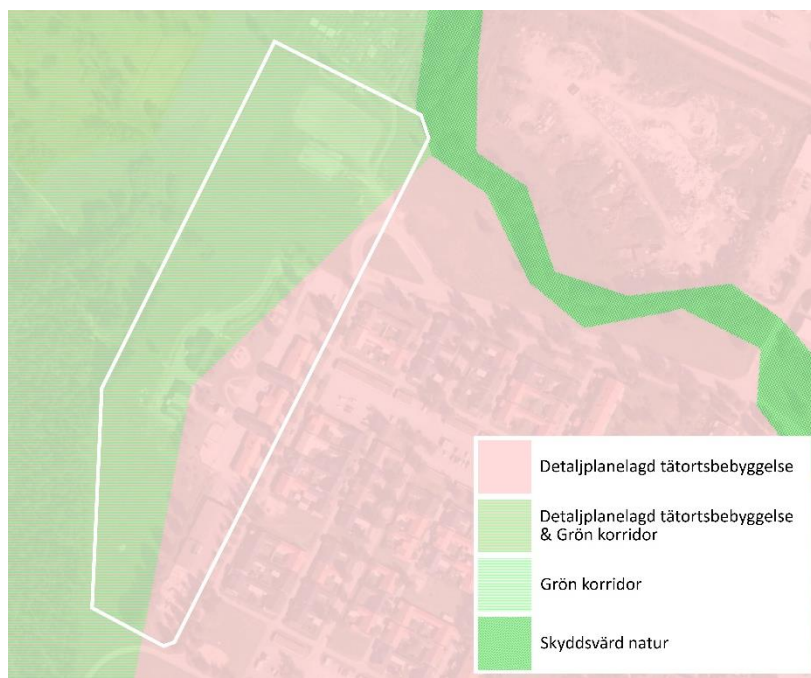 Detaljplanelagd tätortsbebyggelse
Detaljplanelagd tätortsbebyggelse
& Grön korridor
Grön korridor
Skyddsvärd natur